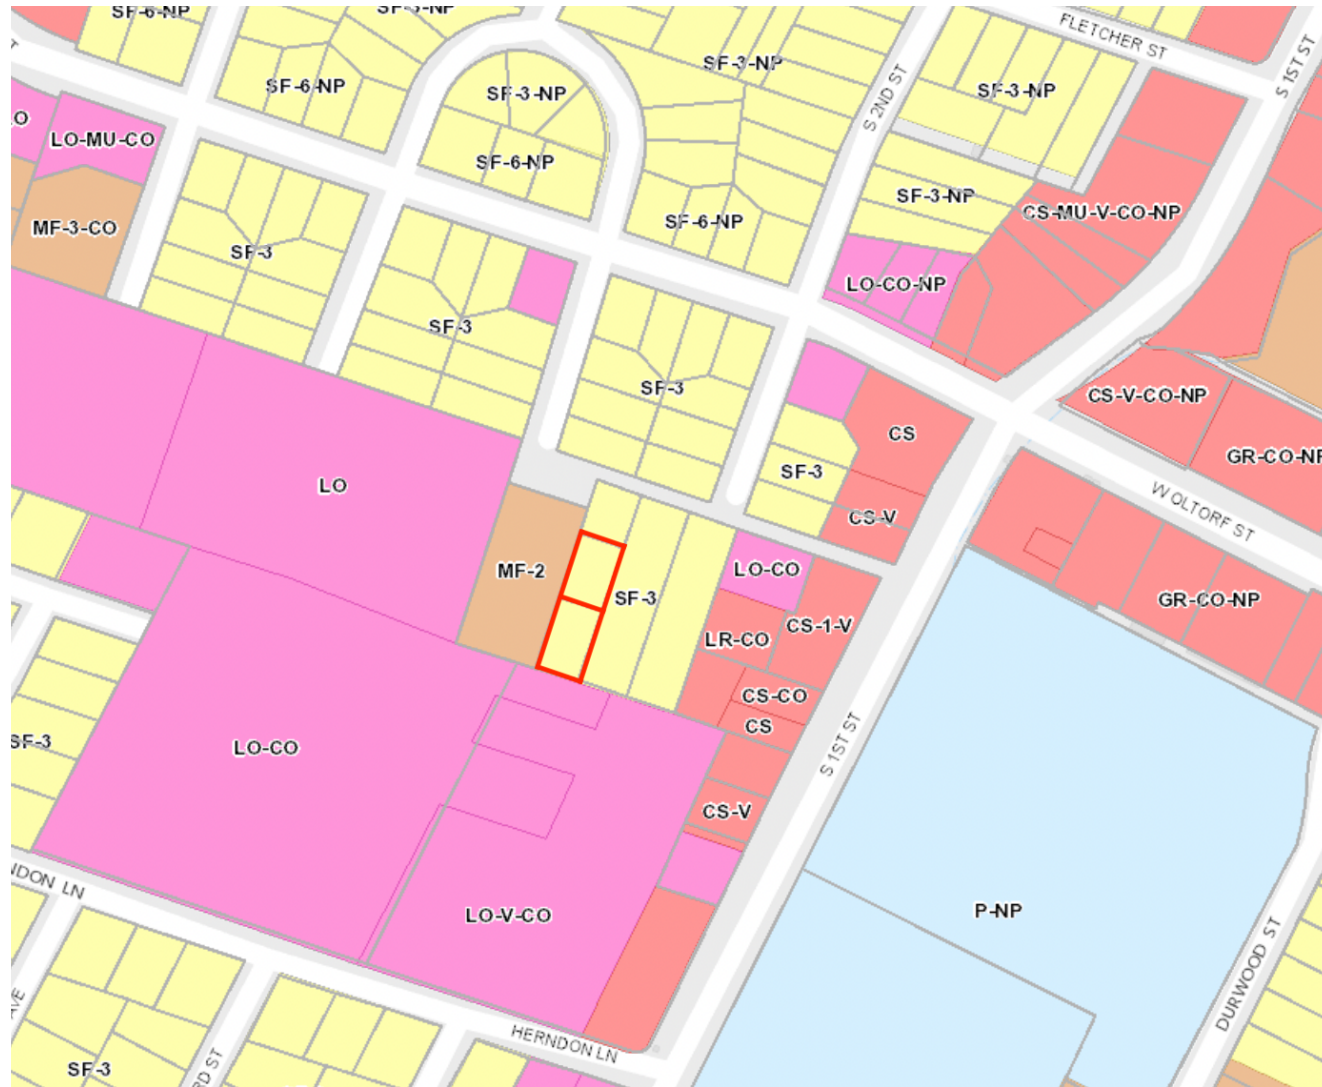 SF-6-NP
SF-3-NP
FLETCHER ST
S 1ST ST
SF-3-NP
SF-6-NP
SF-3-NP
SF-3-NP
S 2ND ST
LO-MU-CO
SF-6-NP
SF-3-NP
CS-MU-V-CO-NP
MF-3-CO
SF-3
SF-6-NP
LO-CO-NP
SF-3
SF-3
CS-V-CO-NP
CS
GR-CO-NP
SF-3
LO
W OLTORF ST
CS-V
MF-2
LO-CO
SF-3
GR-CO-NP
CS-1-V
LR-CO
CS-CO
CS
SF-3
LO-CO
S 1ST ST
CS-V
LO-V-CO
P-NP
DURWOOD ST
HERNDON LN
SF-3